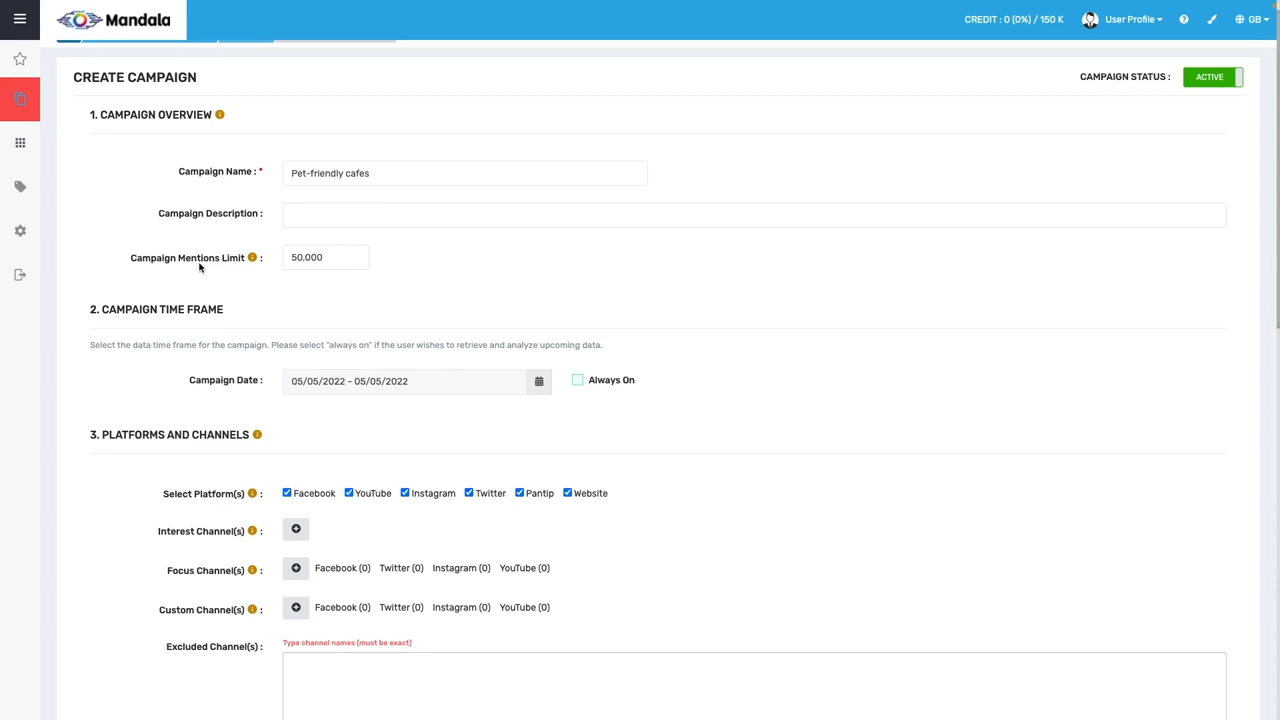 Mandala
CREDIT : 0 (0%) / 150 K
User Profile
GB
CREATE CAMPAIGN
CAMPAIGN STATUS :
ACTIVE
1. CAMPAIGN OVERVIEW
Campaign Name : *
Pet-friendly cafes
Campaign Description :
Campaign Mentions Limit :
50,000
2. CAMPAIGN TIME FRAME
Select the data time frame for the campaign. Please select "always on" if the user wishes to retrieve and analyze upcoming data.
Campaign Date :
05/05/2022 - 05/05/2022
Always On
3. PLATFORMS AND CHANNELS
Select Platform(s) :
Facebook YouTube Instagram Twitter Pantip Website
Interest Channel(s) :
Focus Channel(s) :
Facebook (0) Twitter (0) Instagram (0) YouTube (0)
Custom Channel(s) :
Facebook (0) Twitter (0) Instagram (0) YouTube (0)
Excluded Channel(s) :
Type channel names (must be exact)